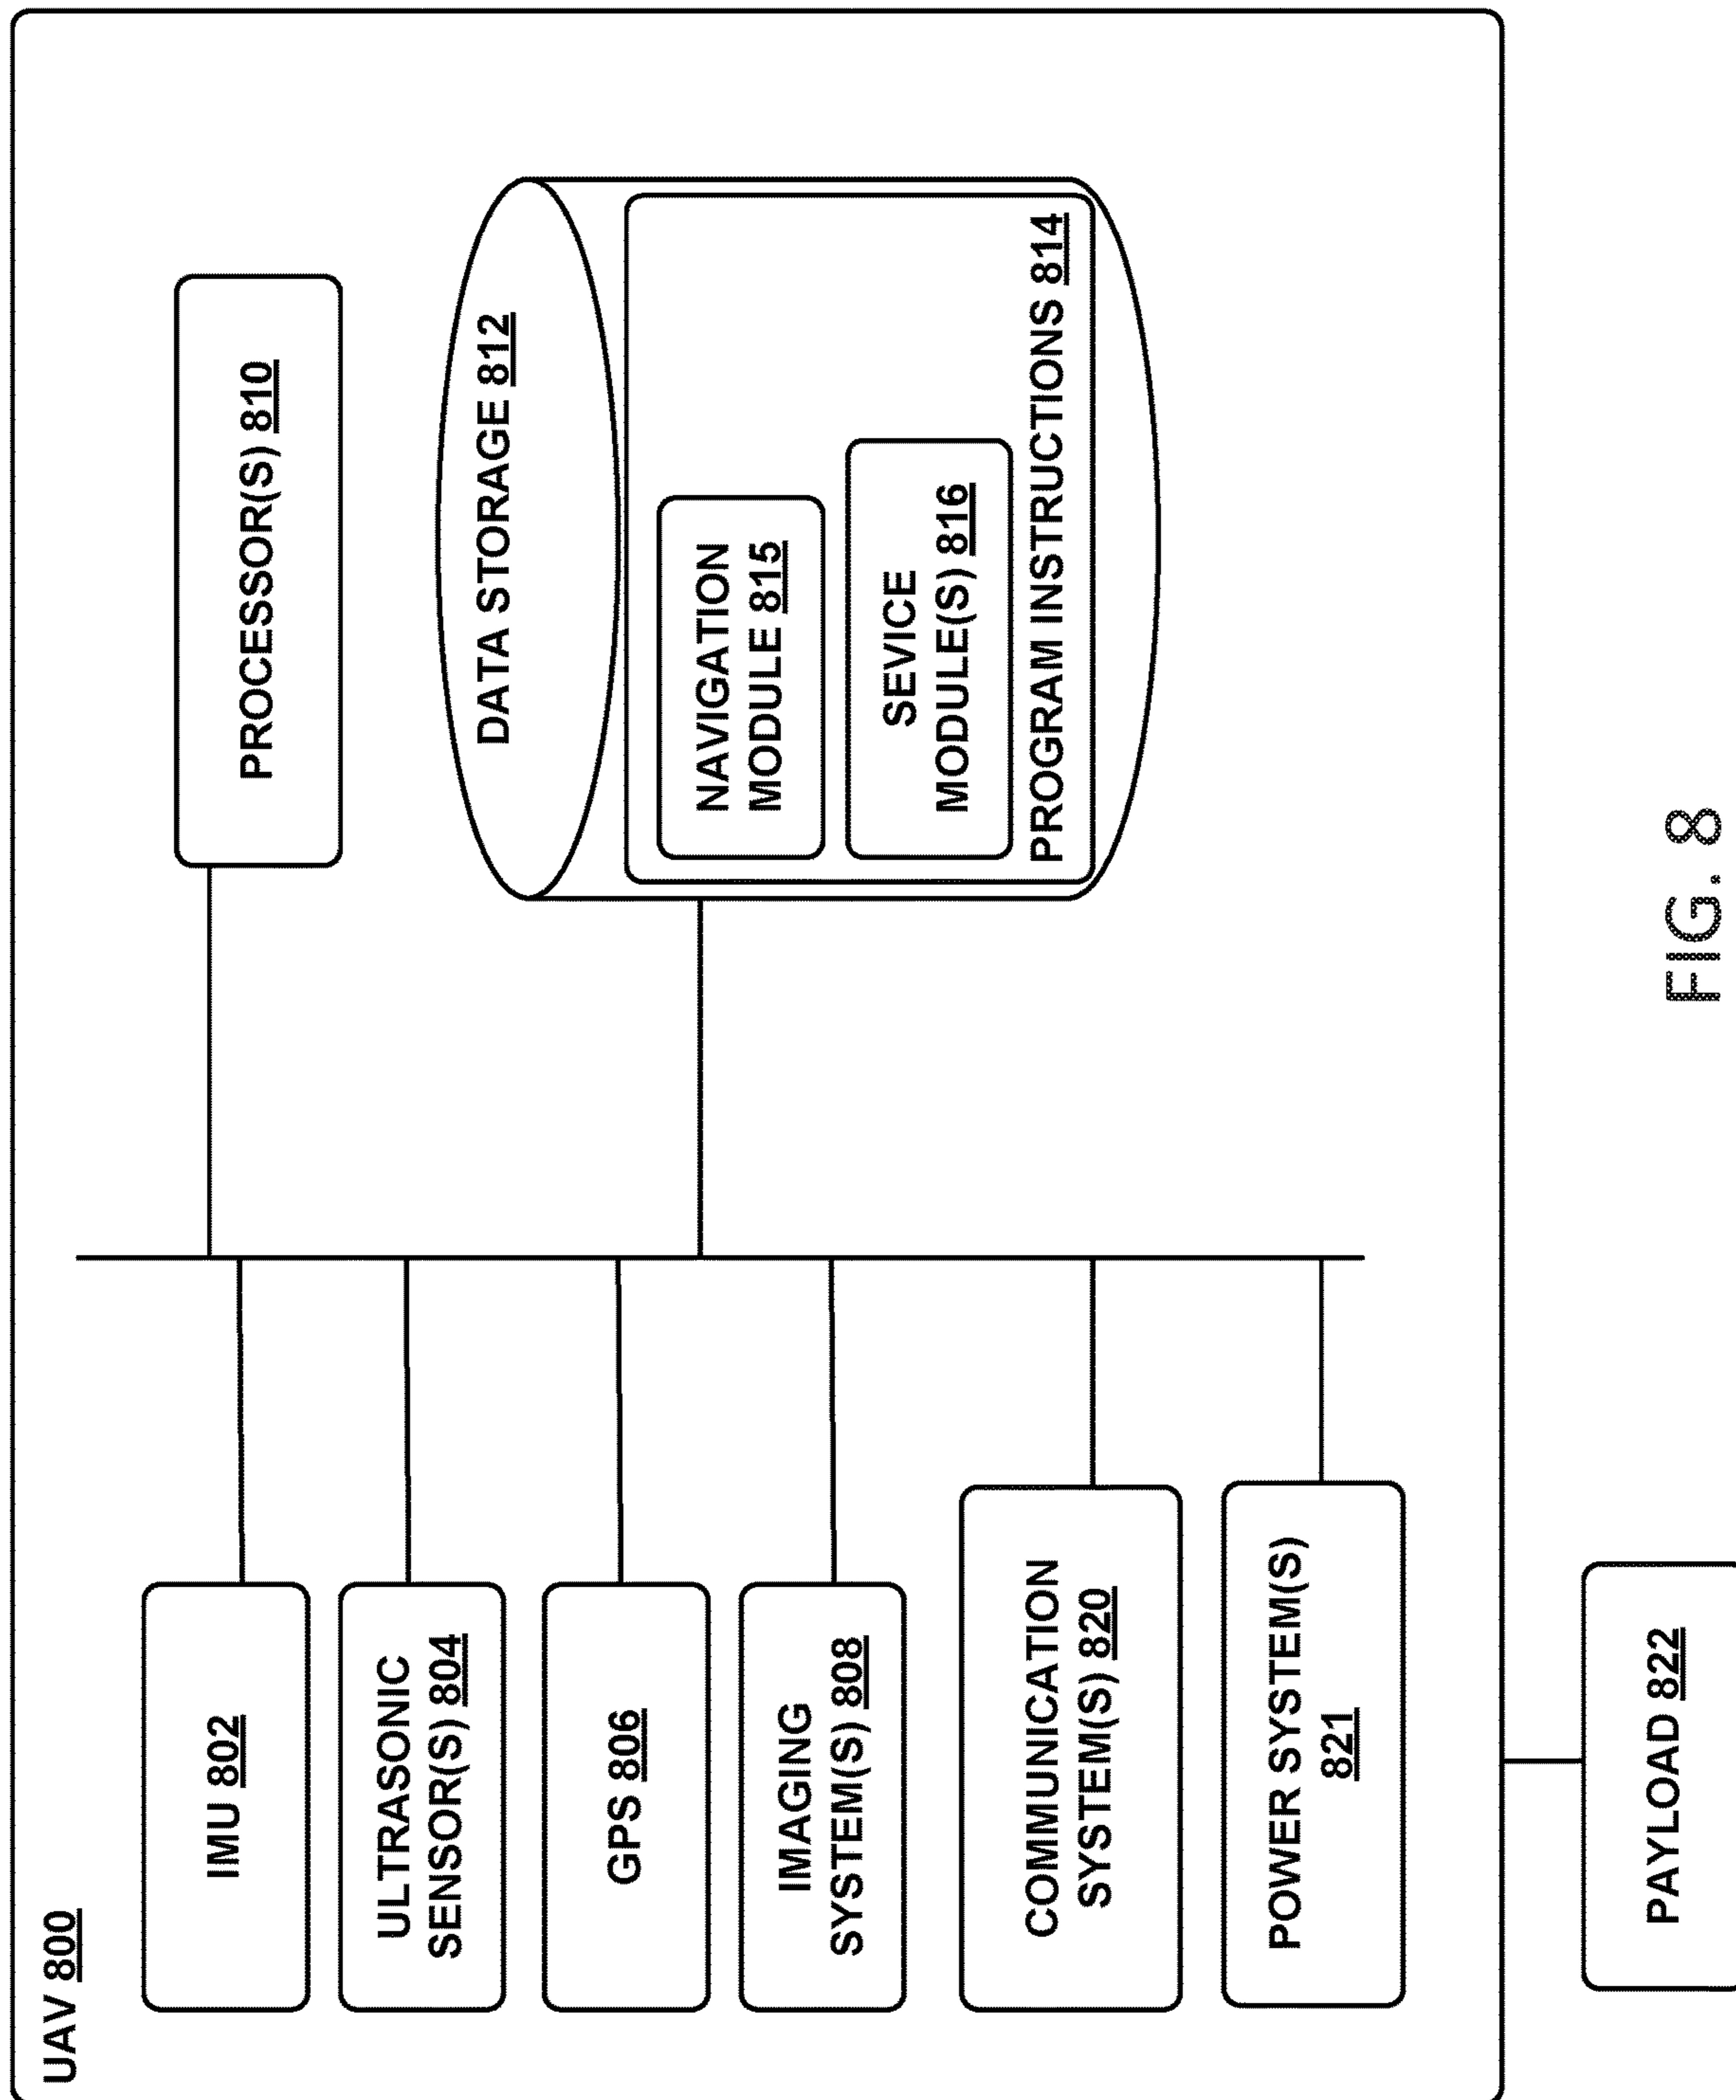 UAV 800
IMU 802
ULTRASONIC
SENSOR(S) 804
GPS 806
IMAGING
SYSTEM(S) 808
COMMUNICATION
SYSTEM(S) 820
POWER SYSTEM(S)
821
PROCESSOR(S) 810
DATA STORAGE 812
NAVIGATION
MODULE 815
SEVICE
MODULE(S) 816
PROGRAM INSTRUCTIONS 814
PAYLOAD 822
FIG. 8